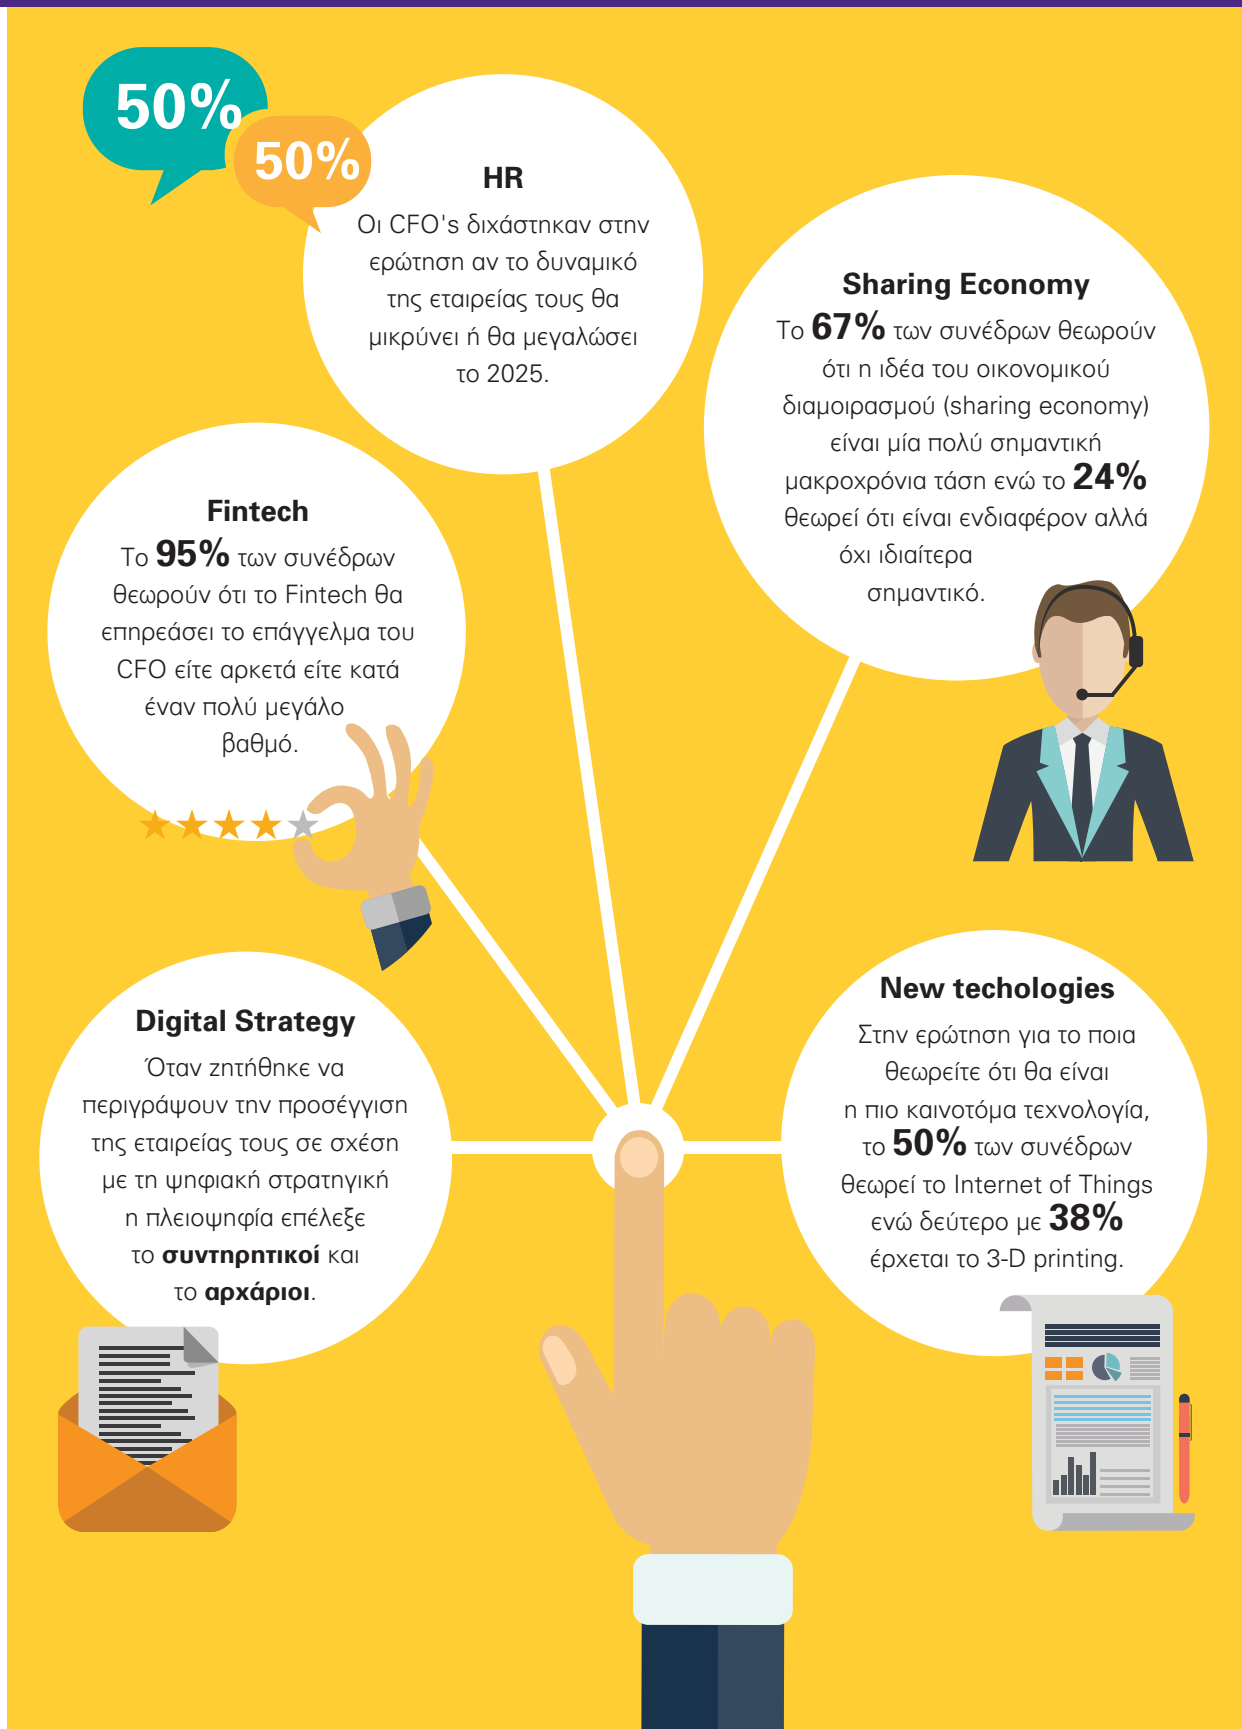 50%
50%
HR
Οι CFO's διχάστηκαν στην
ερώτηση αν το δυναμικό
της εταιρείας τους θα
μικρύνει ή θα μεγαλώσει
το 2025.
Sharing Economy
Το 67% των συνέδρων θεωρούν
ότι η ιδέα του οικονομικού
διαμοιρασμού (sharing economy)
είναι μία πολύ σημαντική
μακροχρόνια τάση ενώ το 24%
θεωρεί ότι είναι ενδιαφέρον αλλά
όχι ιδιαίτερα
σημαντικό.
Fintech
Το 95% των συνέδρων
θεωρούν ότι το Fintech θα
επηρεάσει το επάγγελμα του
CFO είτε αρκετά είτε κατά
έναν πολύ μεγάλο
βαθμό.
Digital Strategy
Όταν ζητήθηκε να
περιγράψουν την προσέγγιση
της εταιρείας τους σε σχέση
με τη ψηφιακή στρατηγική
η πλειοψηφία επέλεξε
το συντηρητικοί και
το αρχάριοι.
New techologies
Στην ερώτηση για το ποια
θεωρείτε ότι θα είναι
η πιο καινοτόμα τεχνολογία,
το 50% των συνέδρων
θεωρεί το Internet of Things
ενώ δεύτερο με 38%
έρχεται το 3-D printing.